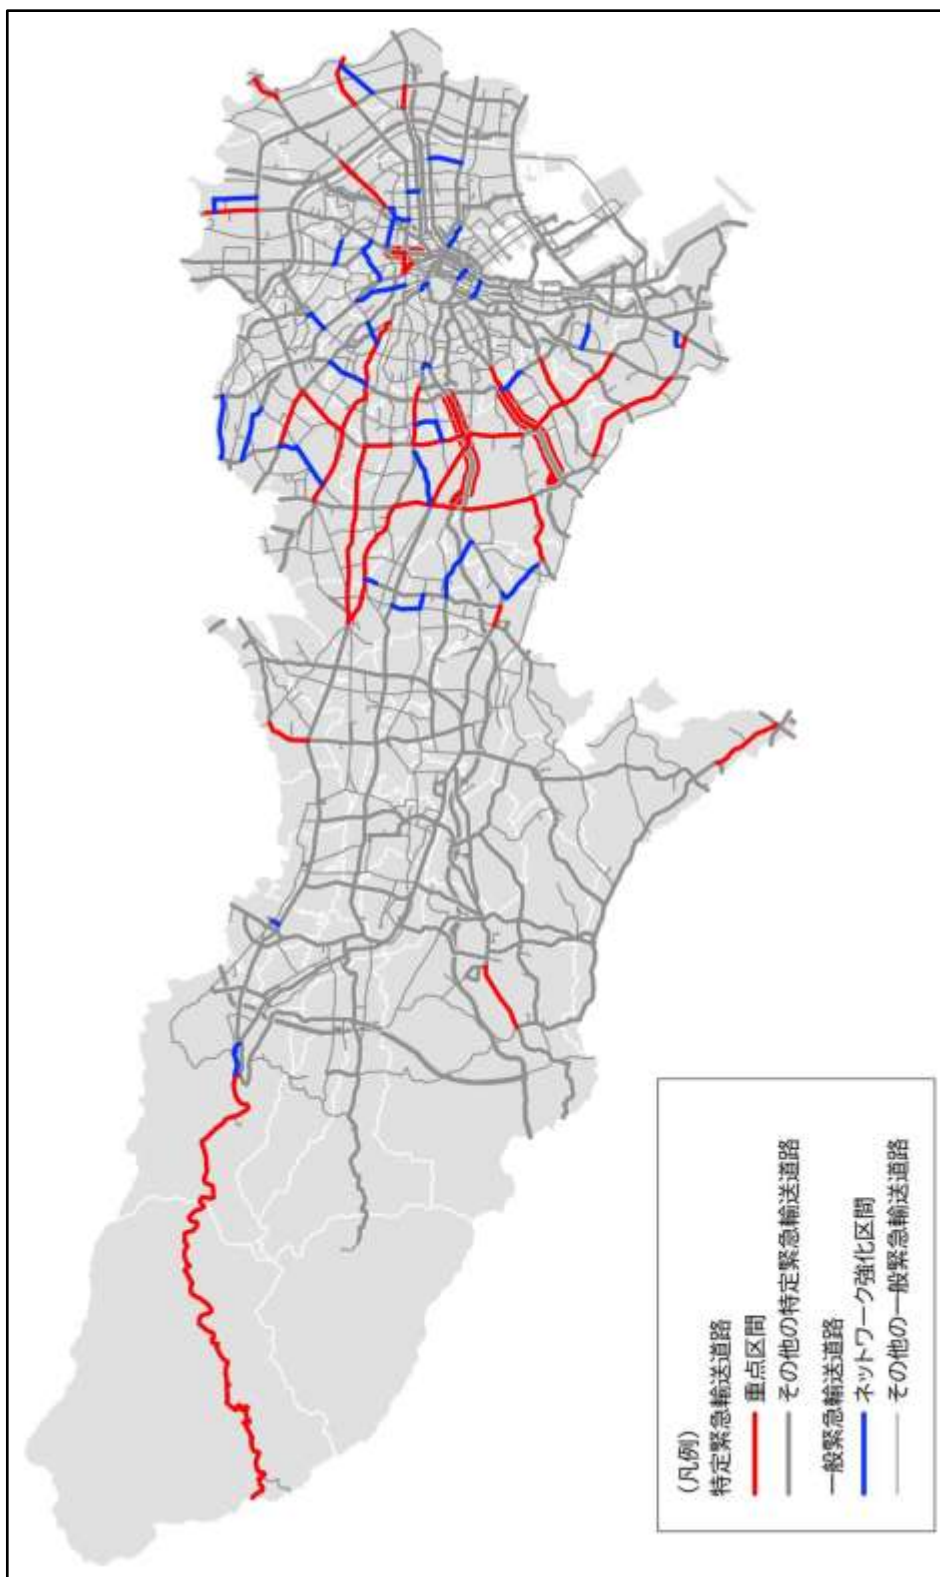 (凡例)
特定緊急輸送道路
重点区間
その他の特定緊急輸送道路
一般緊急輸送道路
ネットワーク強化区間
その他の一般緊急輸送道路